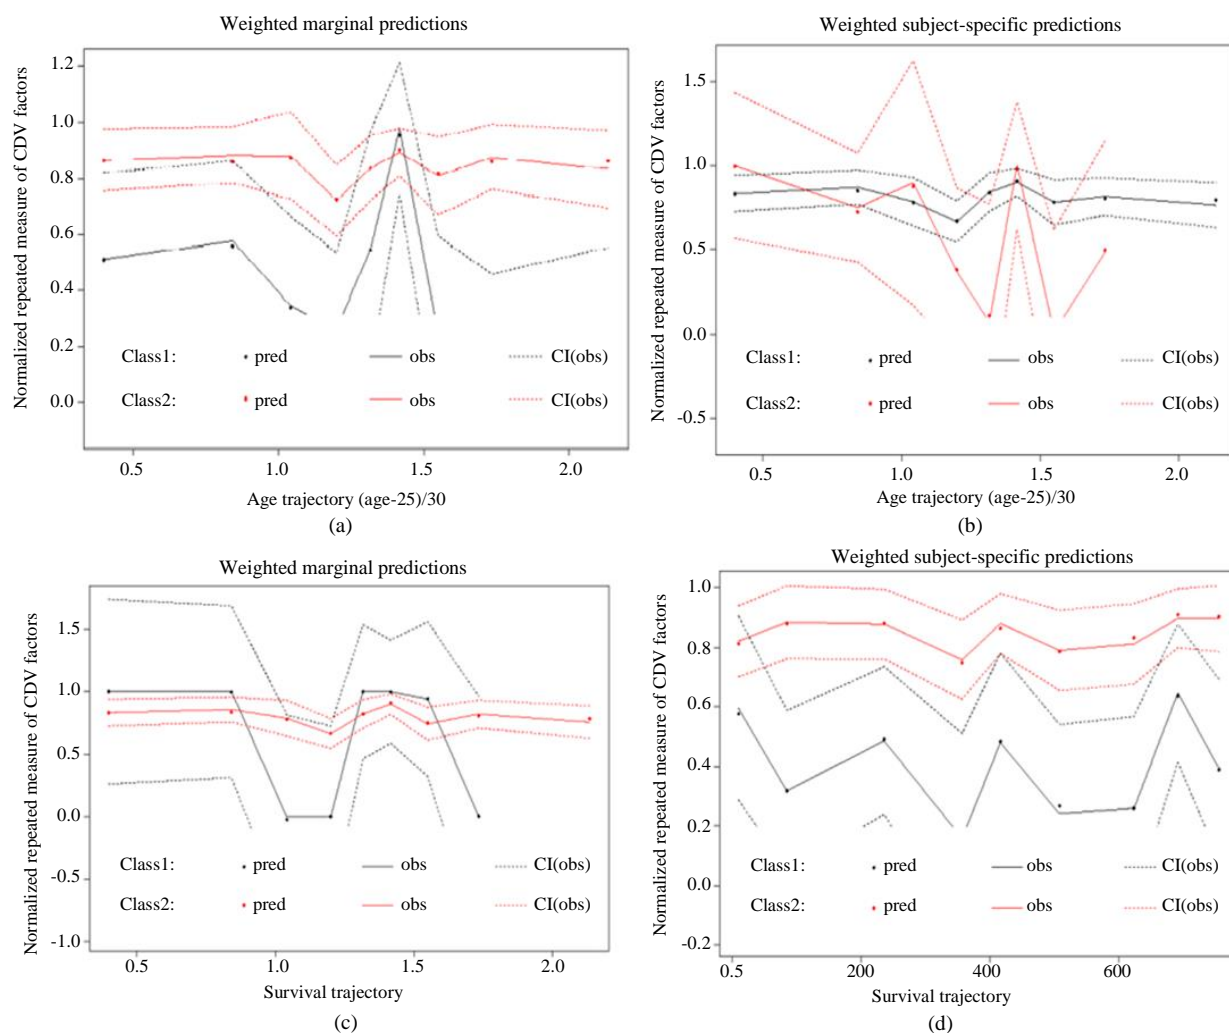 Weighted marginal predictions
Normalized repeated measure of CDV factors
1.2
1.0
0.8
0.6
0.4
0.2
0.0
Class1: pred obs CI(obs)
Class2: pred obs CI(obs)
0.5 1.0 1.5 2.0
Age trajectory (age-25)/30
(a)
Weighted subject-specific predictions
Normalized repeated measure of CDV factors
1.5
1.0
0.5
0.0
-0.5
Class1: pred obs CI(obs)
Class2: pred obs CI(obs)
0.5 1.0 1.5 2.0
Age trajectory (age-25)/30
(b)
Weighted marginal predictions
Normalized repeated measure of CDV factors
1.5
1.0
0.5
0.0
-0.5
-1.0
Class1: pred obs CI(obs)
Class2: pred obs CI(obs)
0.5 1.0 1.5 2.0
Survival trajectory
(c)
Weighted subject-specific predictions
Normalized repeated measure of CDV factors
1.0
0.8
0.6
0.4
0.2
0.0
-0.2
Class1: pred obs CI(obs)
Class2: pred obs CI(obs)
0.5 200 400 600
Survival trajectory
(d)